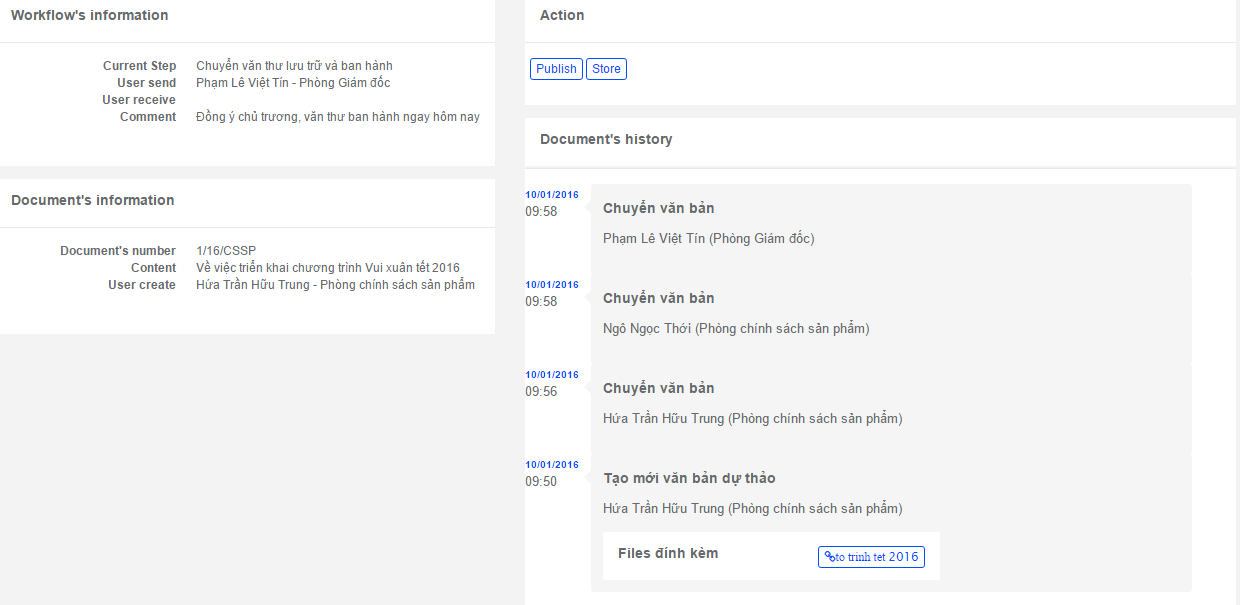 Workflow's information
Current Step Chuyển văn thư lưu trữ và ban hành
User send Phạm Lê Việt Tín - Phòng Giám đốc
User receive
Comment Đồng ý chủ trương, văn thư ban hành ngay hôm nay
Document's information
Document's number 1/16/CSSP
Content Về việc triển khai chương trình Vui xuân tết 2016
User create Hứa Trần Hữu Trung - Phòng chính sách sản phẩm
Action
Publish Store
Document's history
10/01/2016
09:58
Chuyển văn bản
Phạm Lê Việt Tín (Phòng Giám đốc)
10/01/2016
09:58
Chuyển văn bản
Ngô Ngọc Thới (Phòng chính sách sản phẩm)
10/01/2016
09:56
Chuyển văn bản
Hứa Trần Hữu Trung (Phòng chính sách sản phẩm)
10/01/2016
09:50
Tạo mới văn bản dự thảo
Hứa Trần Hữu Trung (Phòng chính sách sản phẩm)
Files đính kèm to trinh tet 2016